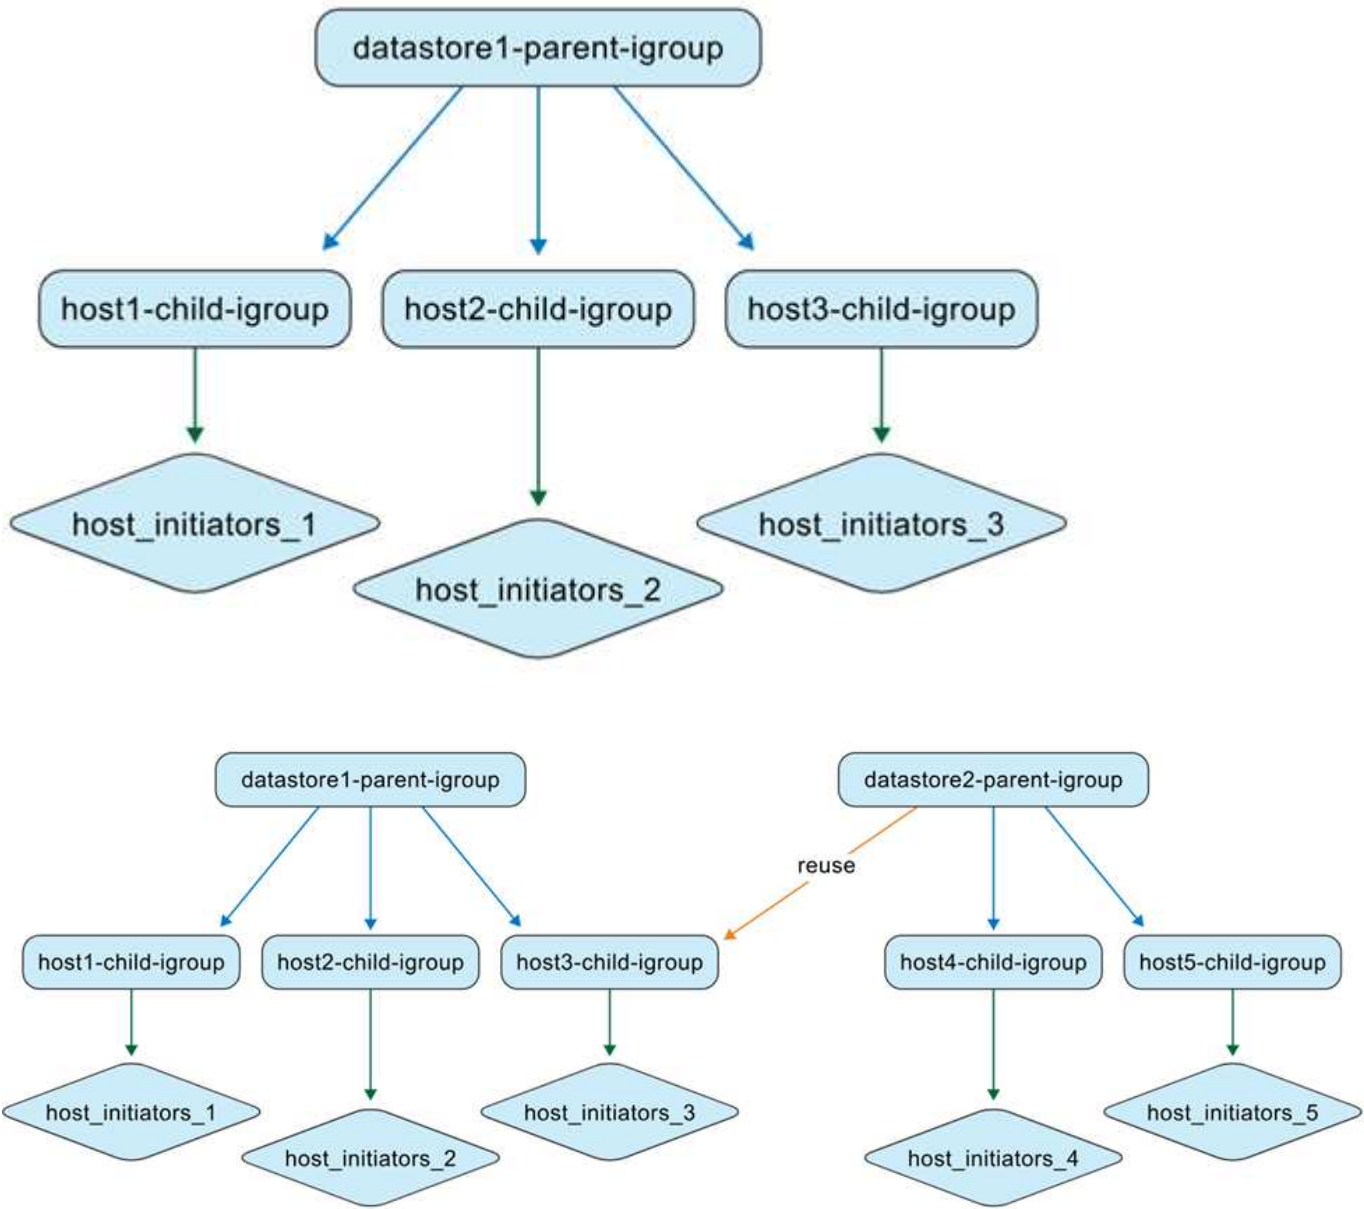 datastore1-parent-igroup
host1-child-igroup
host2-child-igroup
host3-child-igroup
host_initiators_1
host_initiators_3
host_initiators_2
datastore1-parent-igroup
datastore2-parent-igroup
reuse
host1-child-igroup
host2-child-igroup
host3-child-igroup
host4-child-igroup
host5-child-igroup
host_initiators_1
host_initiators_3
host_initiators_5
host_initiators_2
host_initiators_4